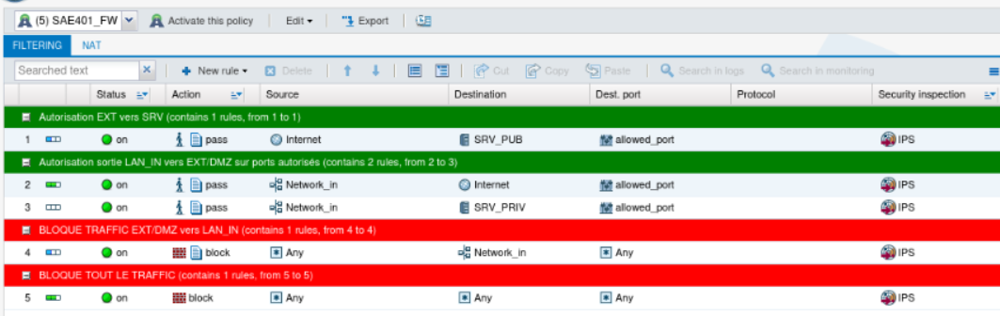 (5) SAE401_FW Activate this policy Edit Export
FILTERING NAT
Searched text New rule Delete Cut Copy Paste Search in logs Search in monitoring
Status Action Source Destination Dest. port Protocol Security inspection
Autorisation EXT vers SRV (contains 1 rules, from 1 to 1)
1 on pass Internet SRV_PUB allowed_port IPS
Autorisation sortie LAN_IN vers EXT/DMZ sur ports autorisés (contains 2 rules, from 2 to 3)
2 on pass Network_in Internet allowed_port IPS
3 on pass Network_in SRV_PRIV allowed_port IPS
BLOQUE TRAFFIC EXT/DMZ vers LAN_IN (contains 1 rules, from 4 to 4)
4 on block Any Network_in Any IPS
BLOQUE TOUT LE TRAFFIC (contains 1 rules, from 5 to 5)
5 on block Any Any Any IPS